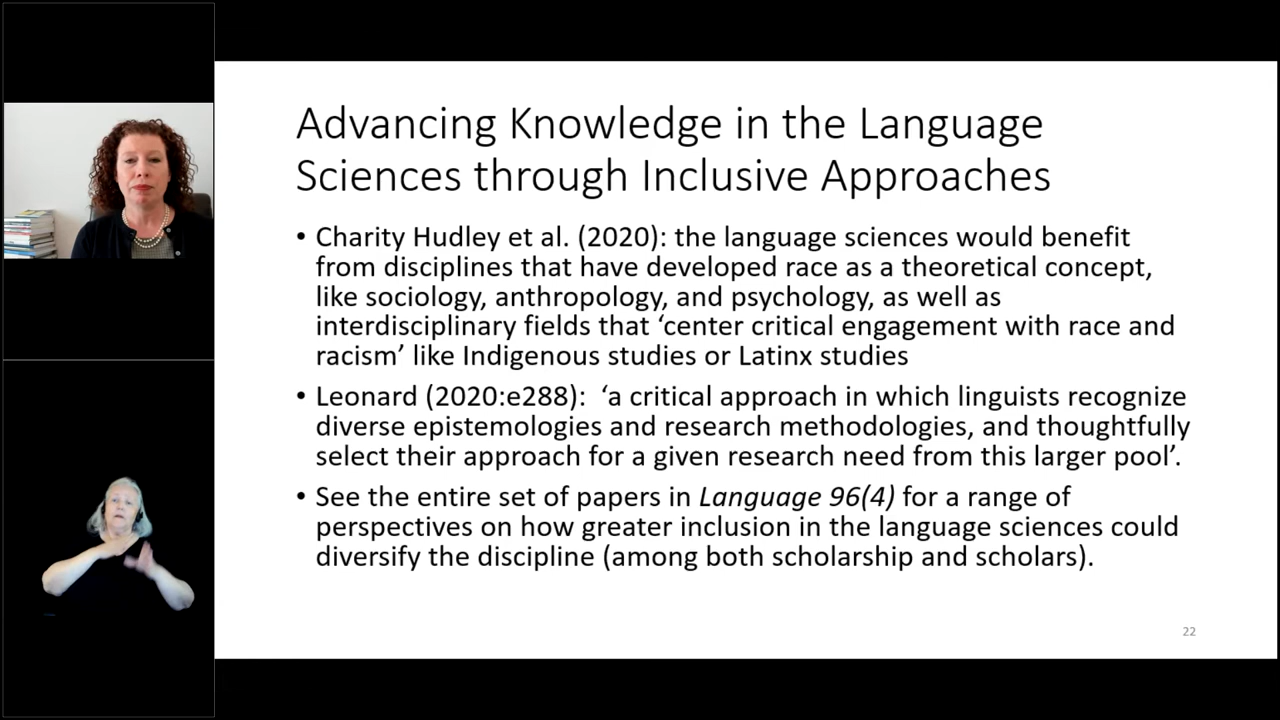 Advancing Knowledge in the Language
Sciences through Inclusive Approaches
• Charity Hudley et al. (2020): the language sciences would benefit
from disciplines that have developed race as a theoretical concept,
like sociology, anthropology, and psychology, as well as
interdisciplinary fields that ‘center critical engagement with race and
racism’ like Indigenous studies or Latinx studies
• Leonard (2020:e288):  ‘a critical approach in which linguists recognize
diverse epistemologies and research methodologies, and thoughtfully
select their approach for a given research need from this larger pool’.
• See the entire set of papers in Language 96(4) for a range of
perspectives on how greater inclusion in the language sciences could
diversify the discipline (among both scholarship and scholars).
22